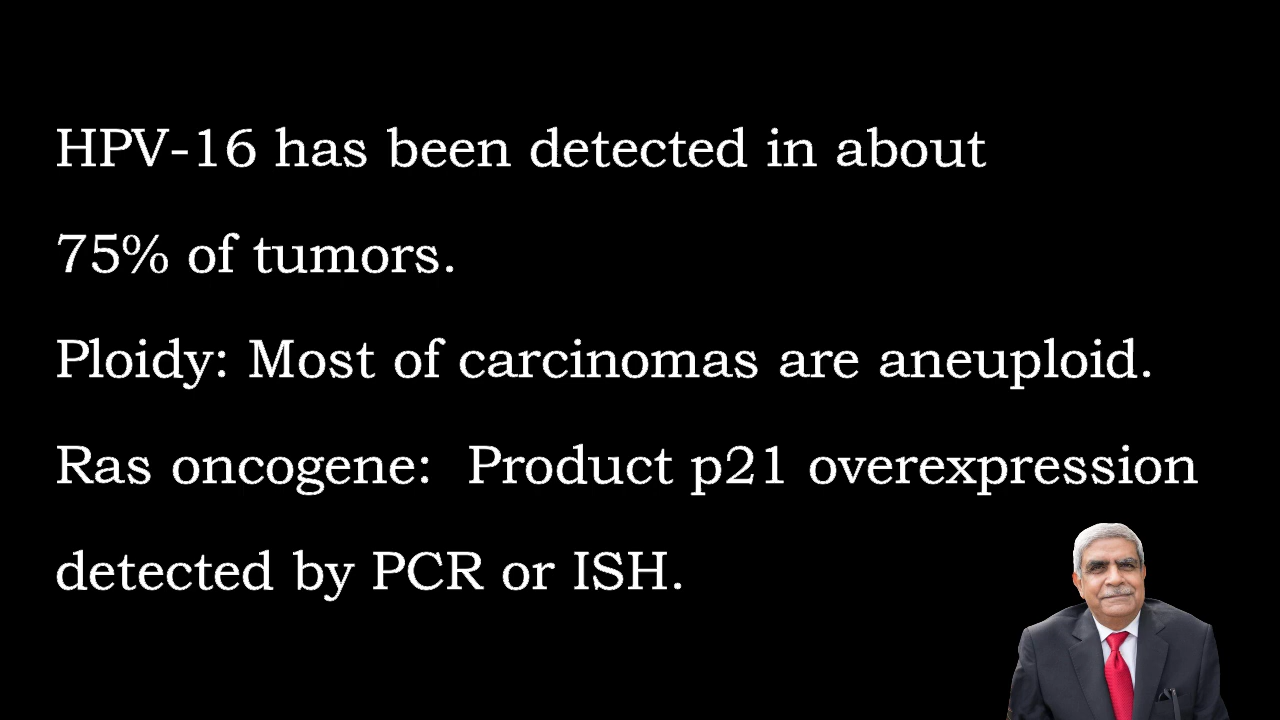 HPV-16 has been detected in about
75% of tumors.
Ploidy: Most of carcinomas are aneuploid.
Ras oncogene:  Product p21 overexpression
detected by PCR or ISH.